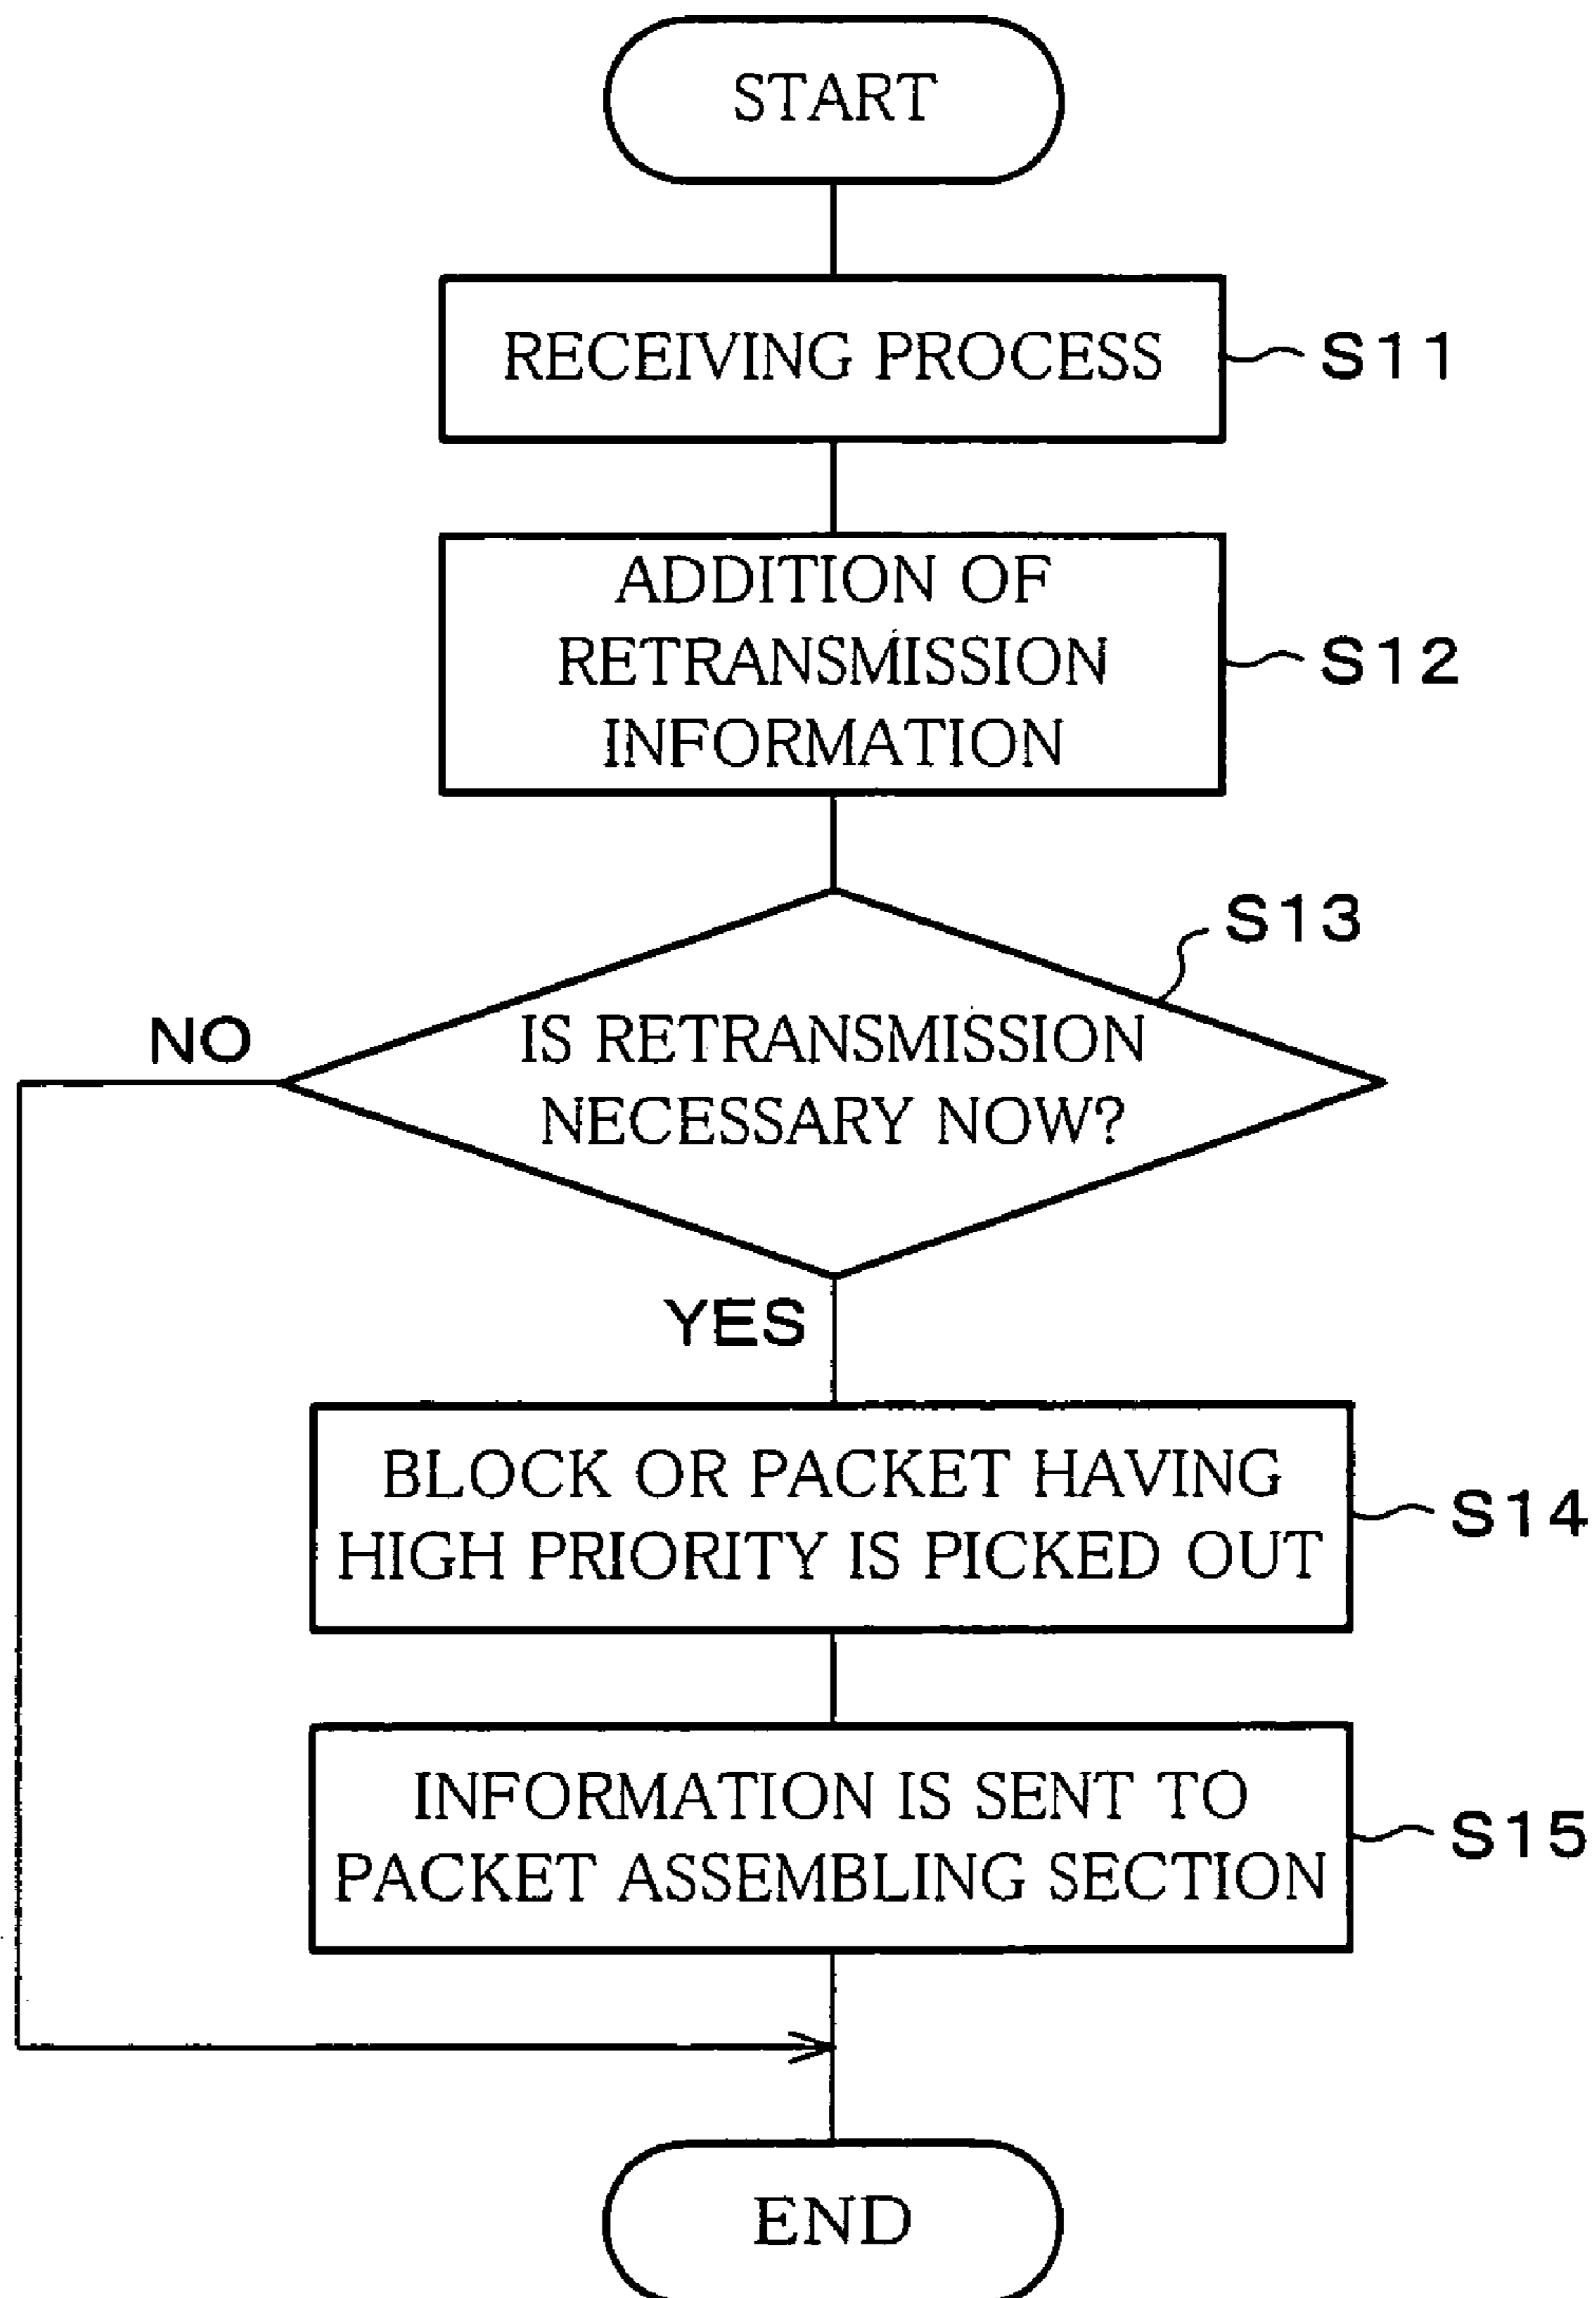 START
RECEIVING PROCESS
S11
ADDITION OF
RETRANSMISSION
INFORMATION
S12
S13
IS RETRANSMISSION
NECESSARY NOW?
NO
YES
BLOCK OR PACKET HAVING
HIGH PRIORITY IS PICKED OUT
S14
INFORMATION IS SENT TO
PACKET ASSEMBLING SECTION
S15
END